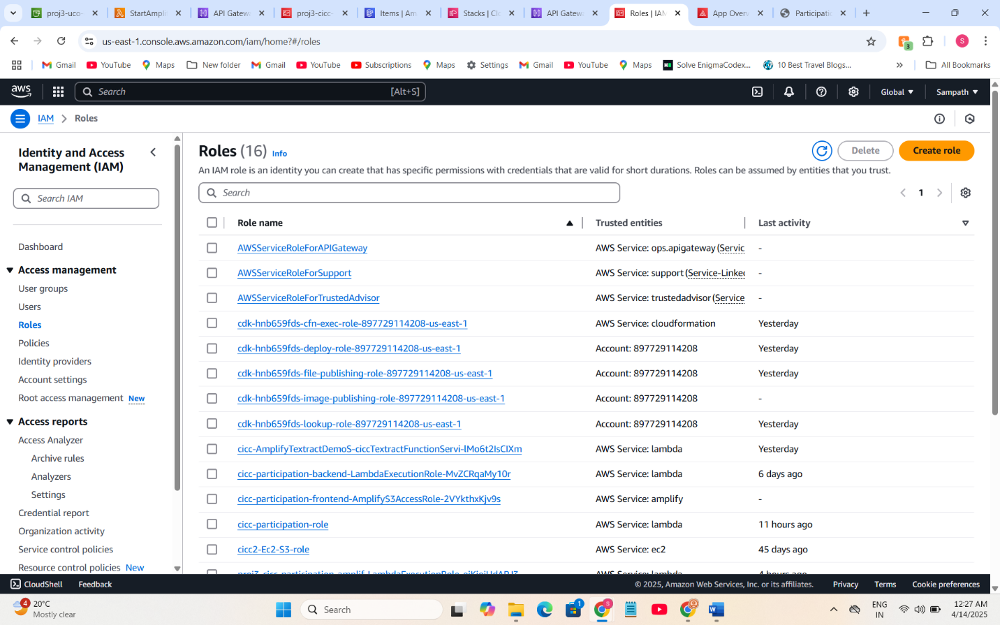 proj3-uco-
StartAmpli
API Gatew
proj3-cicc-
Items | Am
Stacks | Cl
API Gatew
Roles | IAM
App Over
Participati
us-east-1.console.aws.amazon.com/iam/home?#/roles
3
S
Gmail
YouTube
Maps
New folder
Gmail
YouTube
Subscriptions
Maps
Settings
Gmail
YouTube
Maps
Solve EnigmaCodex...
10 Best Travel Blogs...
All Bookmarks
aws
Search
[Alt+S]
Global
Sampath
IAM
Roles
Identity and Access
Management (IAM)
Search IAM
Dashboard
Access management
User groups
Users
Roles
Policies
Identity providers
Account settings
Root access management New
Access reports
Access Analyzer
Archive rules
Analyzers
Settings
Credential report
Organization activity
Service control policies
Resource control policies New
Roles (16) Info
Delete
Create role
An IAM role is an identity you can create that has specific permissions with credentials that are valid for short durations. Roles can be assumed by entities that you trust.
Search
1
Role name
Trusted entities
Last activity
AWSServiceRoleForAPIGateway
AWS Service: ops.apigateway (Servic
-
AWSServiceRoleForSupport
AWS Service: support (Service-Linked
-
AWSServiceRoleForTrustedAdvisor
AWS Service: trustedadvisor (Service
-
cdk-hnb659fds-cfn-exec-role-897729114208-us-east-1
AWS Service: cloudformation
Yesterday
cdk-hnb659fds-deploy-role-897729114208-us-east-1
Account: 897729114208
Yesterday
cdk-hnb659fds-file-publishing-role-897729114208-us-east-1
Account: 897729114208
Yesterday
cdk-hnb659fds-image-publishing-role-897729114208-us-east-1
Account: 897729114208
-
cdk-hnb659fds-lookup-role-897729114208-us-east-1
Account: 897729114208
Yesterday
cicc-AmplifyTextractDemoS-ciccTextractFunctionServi-lMo6t2IsCIXm
AWS Service: lambda
Yesterday
cicc-participation-backend-LambdaExecutionRole-MvZCRqaMy10r
AWS Service: lambda
6 days ago
cicc-participation-frontend-AmplifyS3AccessRole-2VYkthxKjv9s
AWS Service: amplify
-
cicc-participation-role
AWS Service: lambda
11 hours ago
cicc2-Ec2-S3-role
AWS Service: ec2
45 days ago
CloudShell
Feedback
© 2025, Amazon Web Services, Inc. or its affiliates.
Privacy
Terms
Cookie preferences
4
20°C
Mostly clear
Search
1
S
ENG
IN
12:27 AM
4/14/2025